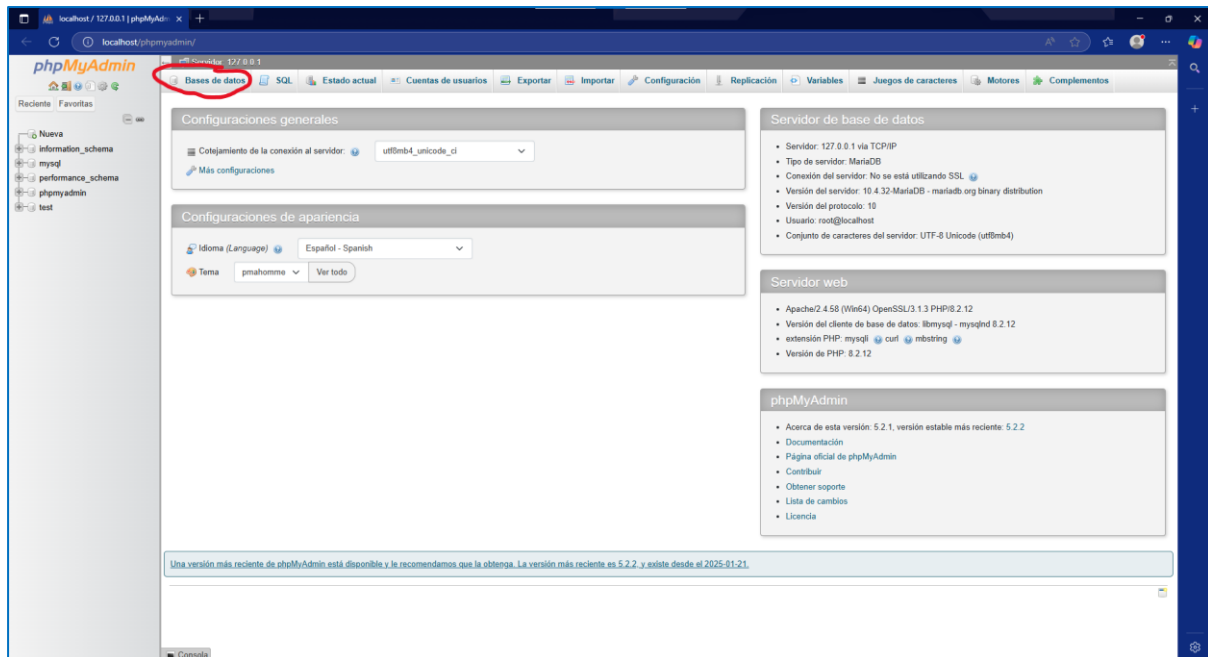 localhost / 127.0.0.1 | phpMyAdm
localhost/phpmyadmin/
phpMyAdmin
Reciente Favoritas
Nueva
information_schema
mysql
performance_schema
phpmyadmin
test
Servidor: 127.0.0.1
Bases de datos SQL Estado actual Cuentas de usuarios Exportar Importar Configuración Replicación Variables Juegos de caracteres Motores Complementos
Configuraciones generales
Cotejamiento de la conexión al servidor: utf8mb4_unicode_ci
Más configuraciones
Configuraciones de apariencia
Idioma (Language) Español - Spanish
Tema pmahomme Ver todo
Servidor de base de datos
• Servidor: 127.0.0.1 via TCP/IP
• Tipo de servidor: MariaDB
• Conexión del servidor: No se está utilizando SSL
• Versión del servidor: 10.4.32-MariaDB - mariadb.org binary distribution
• Versión del protocolo: 10
• Usuario: root@localhost
• Conjunto de caracteres del servidor: UTF-8 Unicode (utf8mb4)
Servidor web
• Apache/2.4.58 (Win64) OpenSSL/3.1.3 PHP/8.2.12
• Versión del cliente de base de datos: libmysql - mysqlnd 8.2.12
• extensión PHP: mysqli curl mbstring
• Versión de PHP: 8.2.12
phpMyAdmin
• Acerca de esta versión: 5.2.1, versión estable más reciente: 5.2.2
• Documentación
• Página oficial de phpMyAdmin
• Contribuir
• Obtener soporte
• Lista de cambios
• Licencia
Una versión más reciente de phpMyAdmin está disponible y le recomendamos que la obtenga. La versión más reciente es 5.2.2, y existe desde el 2025-01-21.
Consola